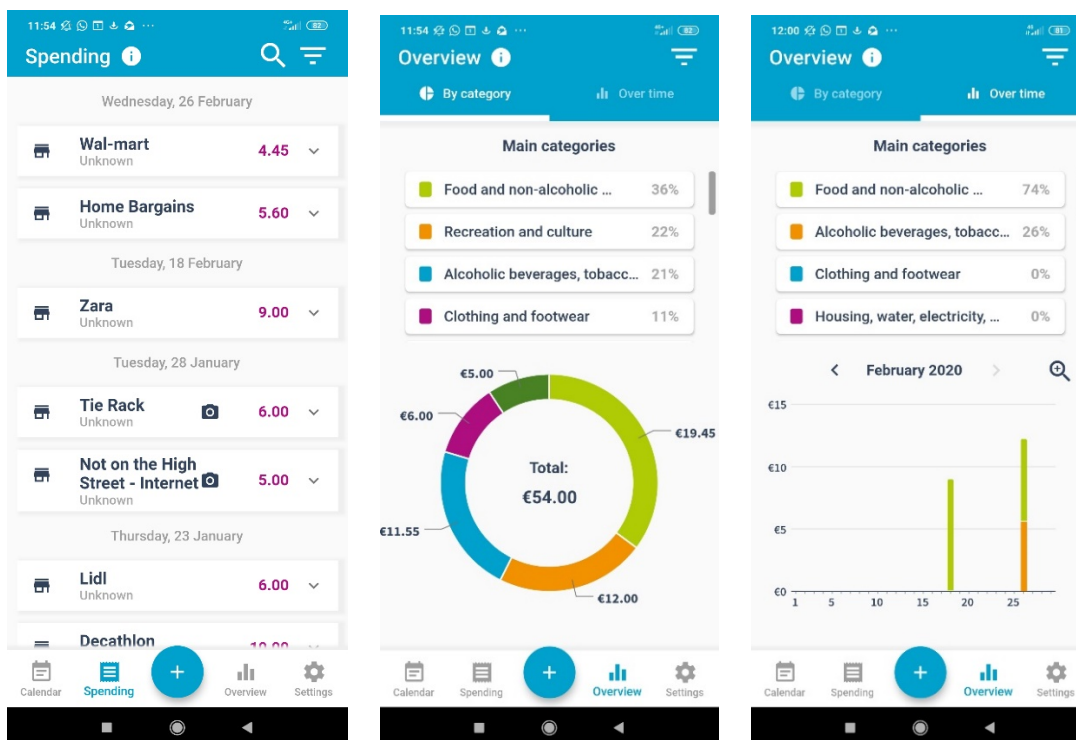 11:54 ...
4G+ 82
Spending i
Wednesday, 26 February
Wal-mart 4.45
Unknown
Home Bargains 5.60
Unknown
Tuesday, 18 February
Zara 9.00
Unknown
Tuesday, 28 January
Tie Rack 6.00
Unknown
Not on the High
Street - Internet 5.00
Unknown
Thursday, 23 January
Lidl 6.00
Unknown
Decathlon
Calendar Spending + Overview Settings
11:54 ...
82
Overview i
By category Over time
Main categories
Food and non-alcoholic ... 36%
Recreation and culture 22%
Alcoholic beverages, tobacc... 21%
Clothing and footwear 11%
€5.00
€6.00
€19.45
Total:
€54.00
€11.55
€12.00
Calendar Spending + Overview Settings
12:00 ...
81
Overview i
By category Over time
Main categories
Food and non-alcoholic ... 74%
Alcoholic beverages, tobacc... 26%
Clothing and footwear 0%
Housing, water, electricity, ... 0%
February 2020
€15
€10
€5
€0
1 5 10 15 20 25
Calendar Spending + Overview Settings